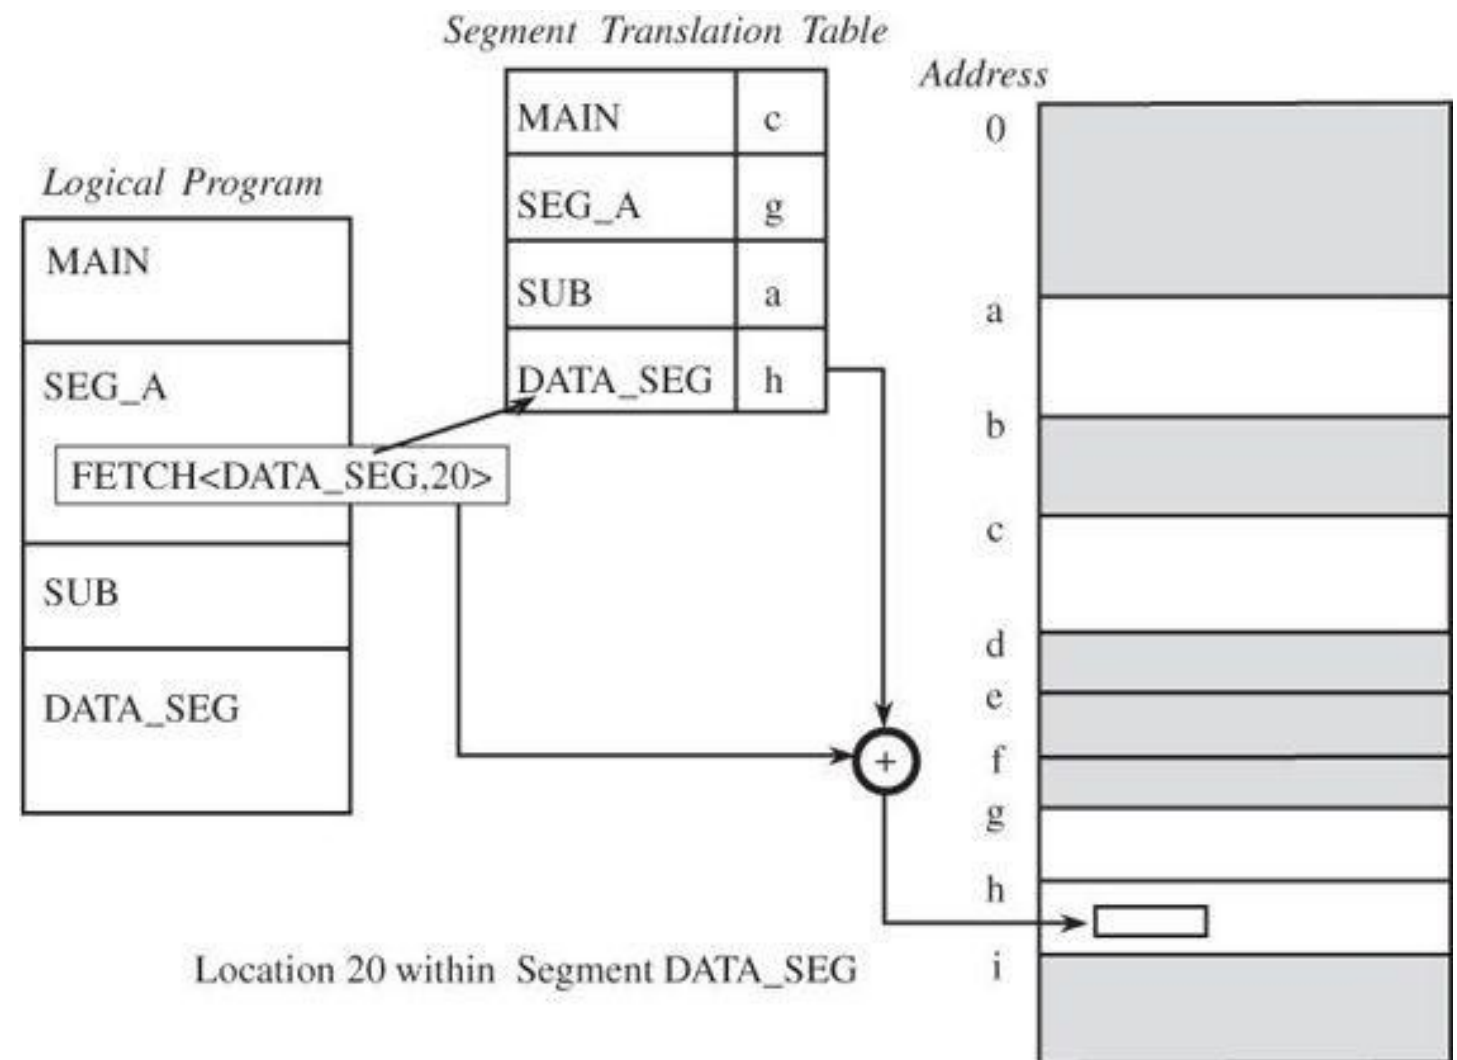 Segment Translation Table
MAIN c
SEG_A g
SUB a
DATA_SEG h
Logical Program
MAIN
SEG_A
FETCH<DATA_SEG,20>
SUB
DATA_SEG
+
Location 20 within Segment DATA_SEG
Address
0
a
b
c
d
e
f
g
h
i